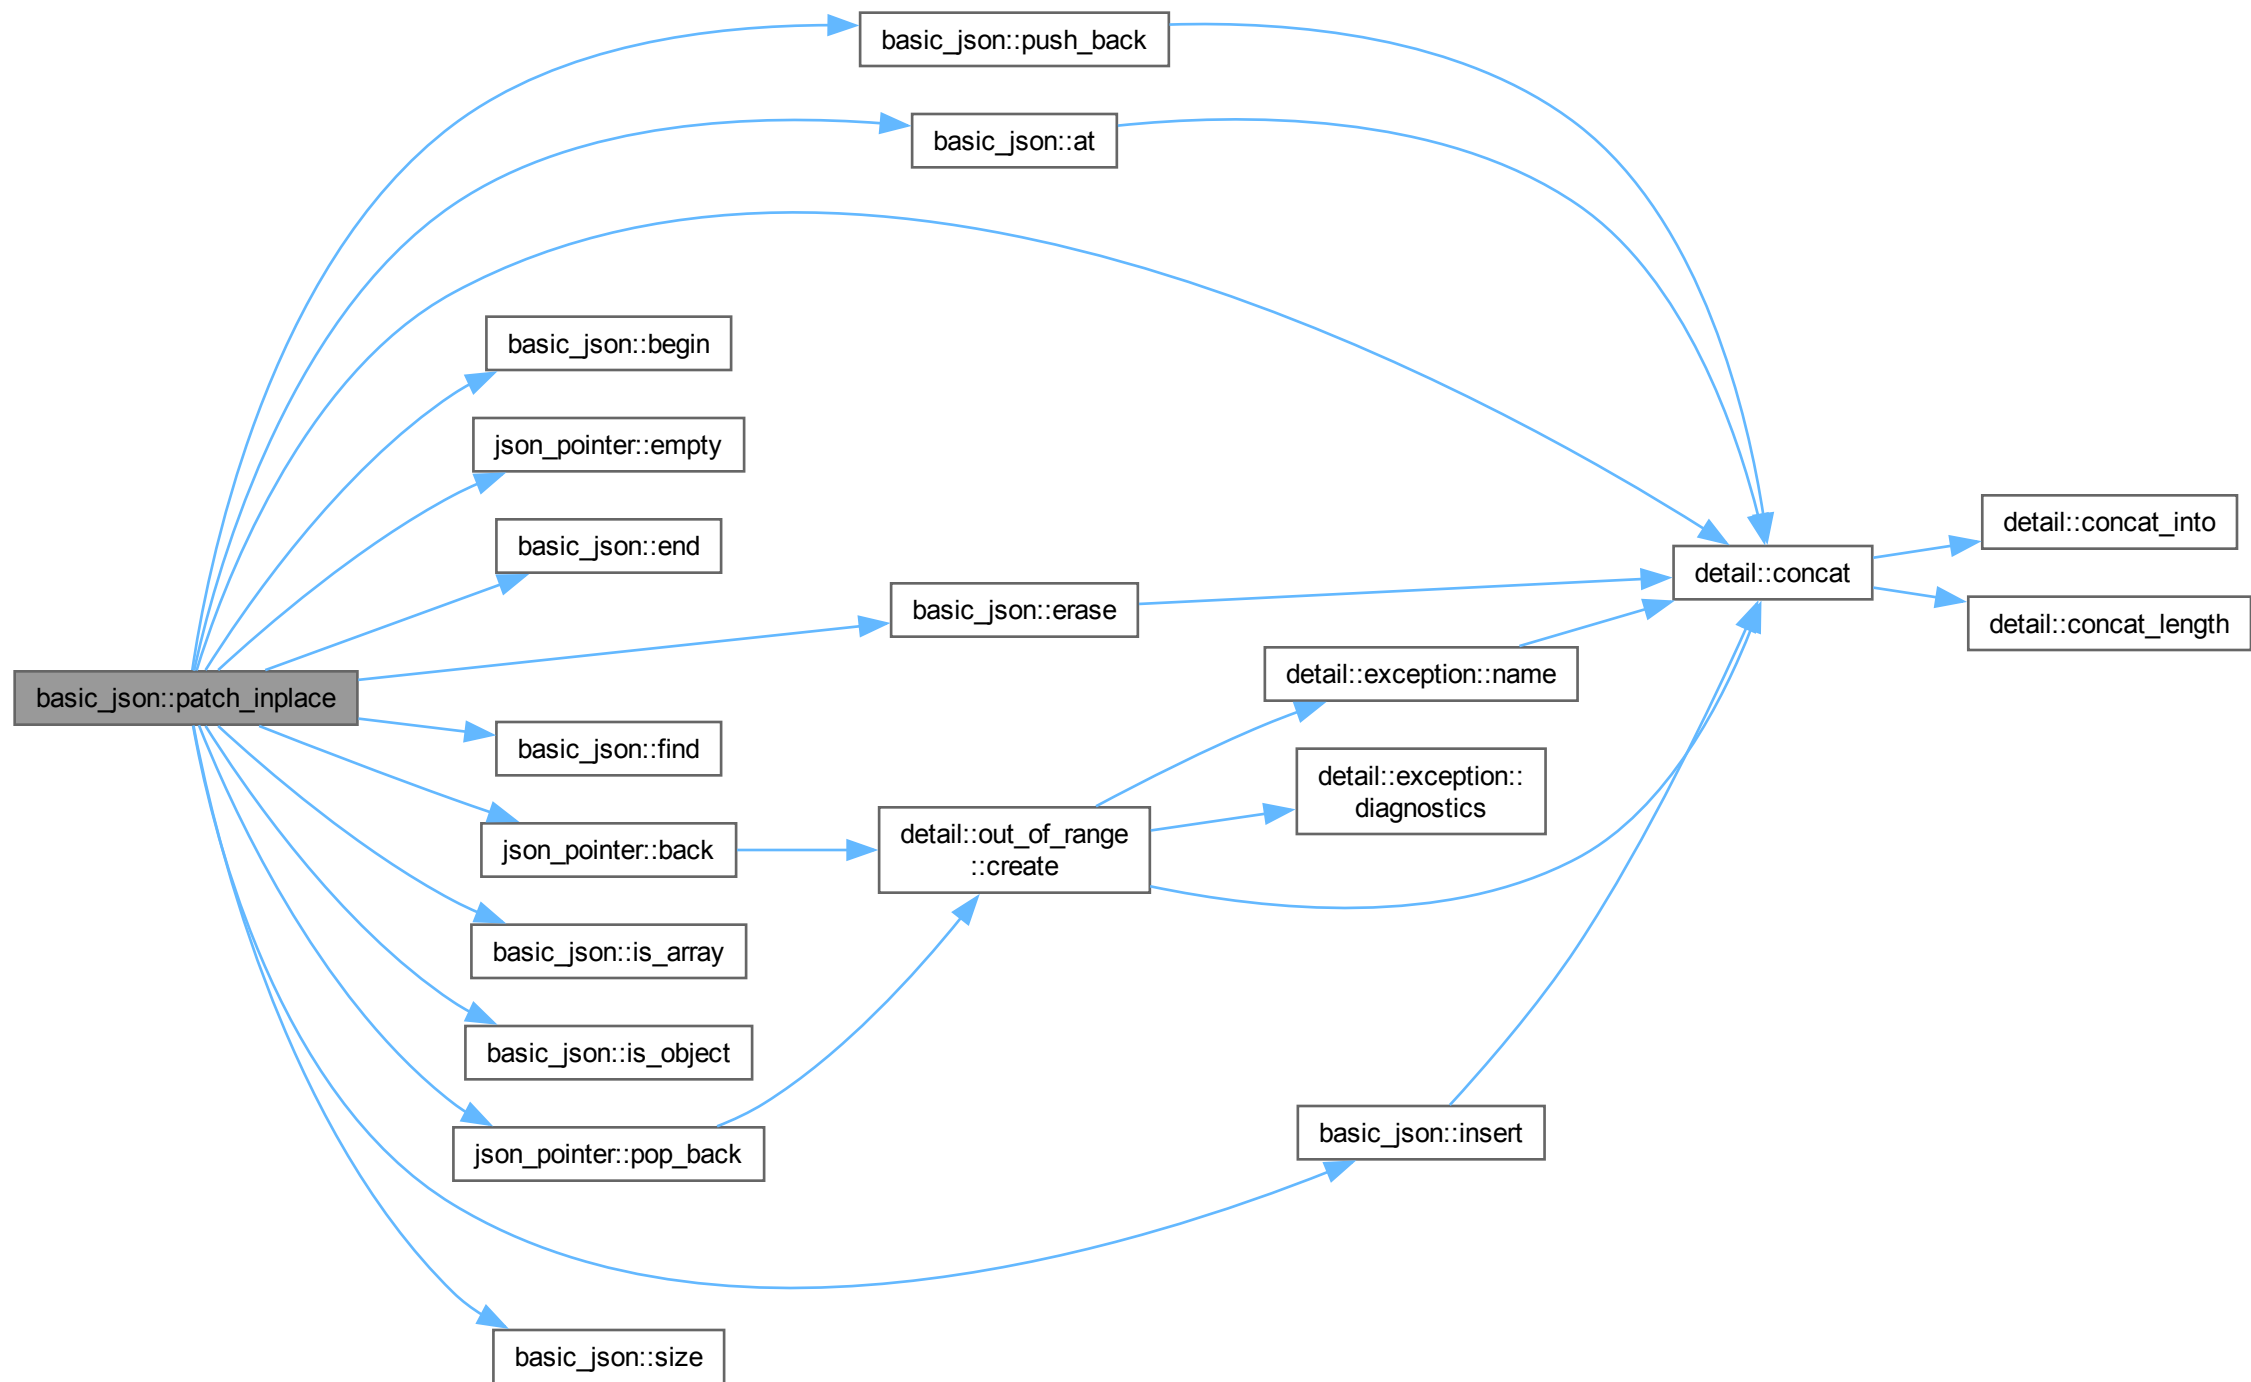 basic_json::push_back
basic_json::at
basic_json::begin
json_pointer::empty
basic_json::end
detail::concat_into
detail::concat
basic_json::erase
detail::concat_length
detail::exception::name
basic_json::patch_inplace
basic_json::find
detail::exception::
diagnostics
detail::out_of_range
::create
json_pointer::back
basic_json::is_array
basic_json::is_object
basic_json::insert
json_pointer::pop_back
basic_json::size